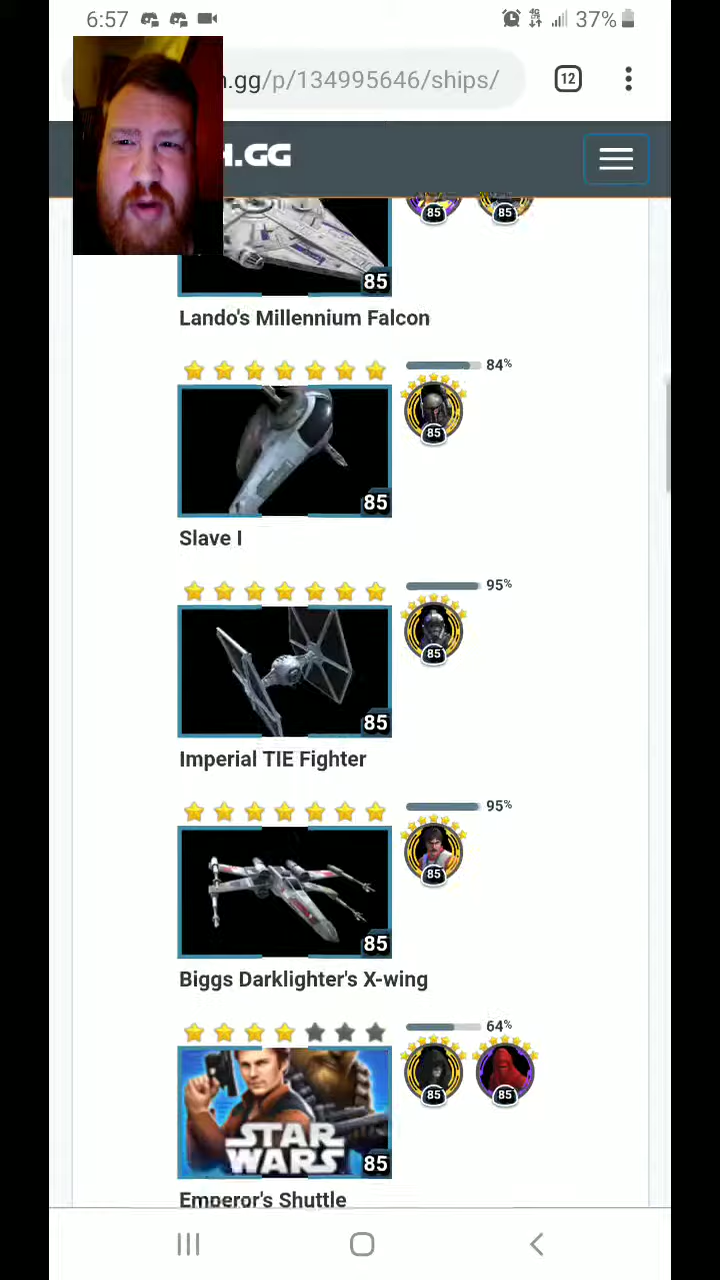 6:57 37%
.gg/p/134995646/ships/ 12
H.GG
85 85
85
Lando's Millennium Falcon
84%
85
85
Slave I
95%
85
85
Imperial TIE Fighter
95%
85
85
Biggs Darklighter's X-wing
64%
85 85
STAR
WARS
85
Emperor's Shuttle